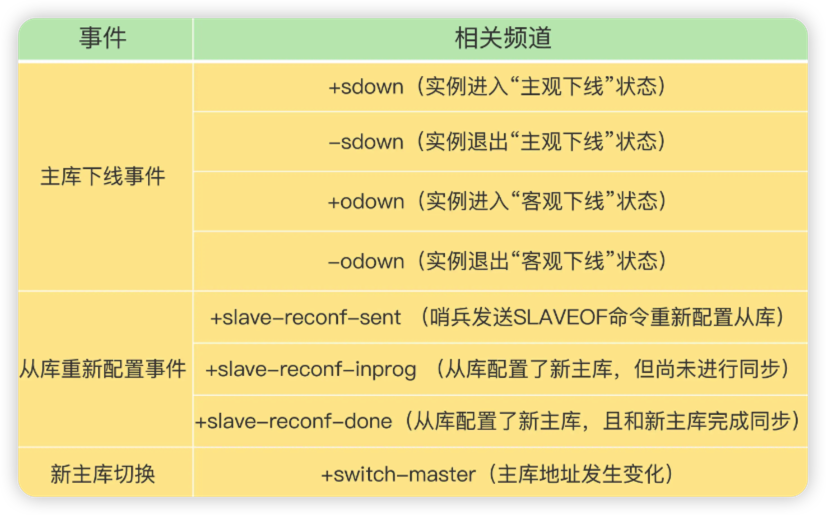 事件 相关频道
主库下线事件
+sdown（实例进入“主观下线”状态）
–sdown（实例退出“主观下线”状态）
+odown（实例进入“客观下线”状态）
–odown（实例退出“客观下线”状态）
从库重新配置事件
+slave-reconf-sent （哨兵发送SLAVEOF命令重新配置从库）
+slave-reconf-inprog （从库配置了新主库，但尚未进行同步）
+slave-reconf-done（从库配置了新主库，且和新主库完成同步）
新主库切换 +switch-master（主库地址发生变化）